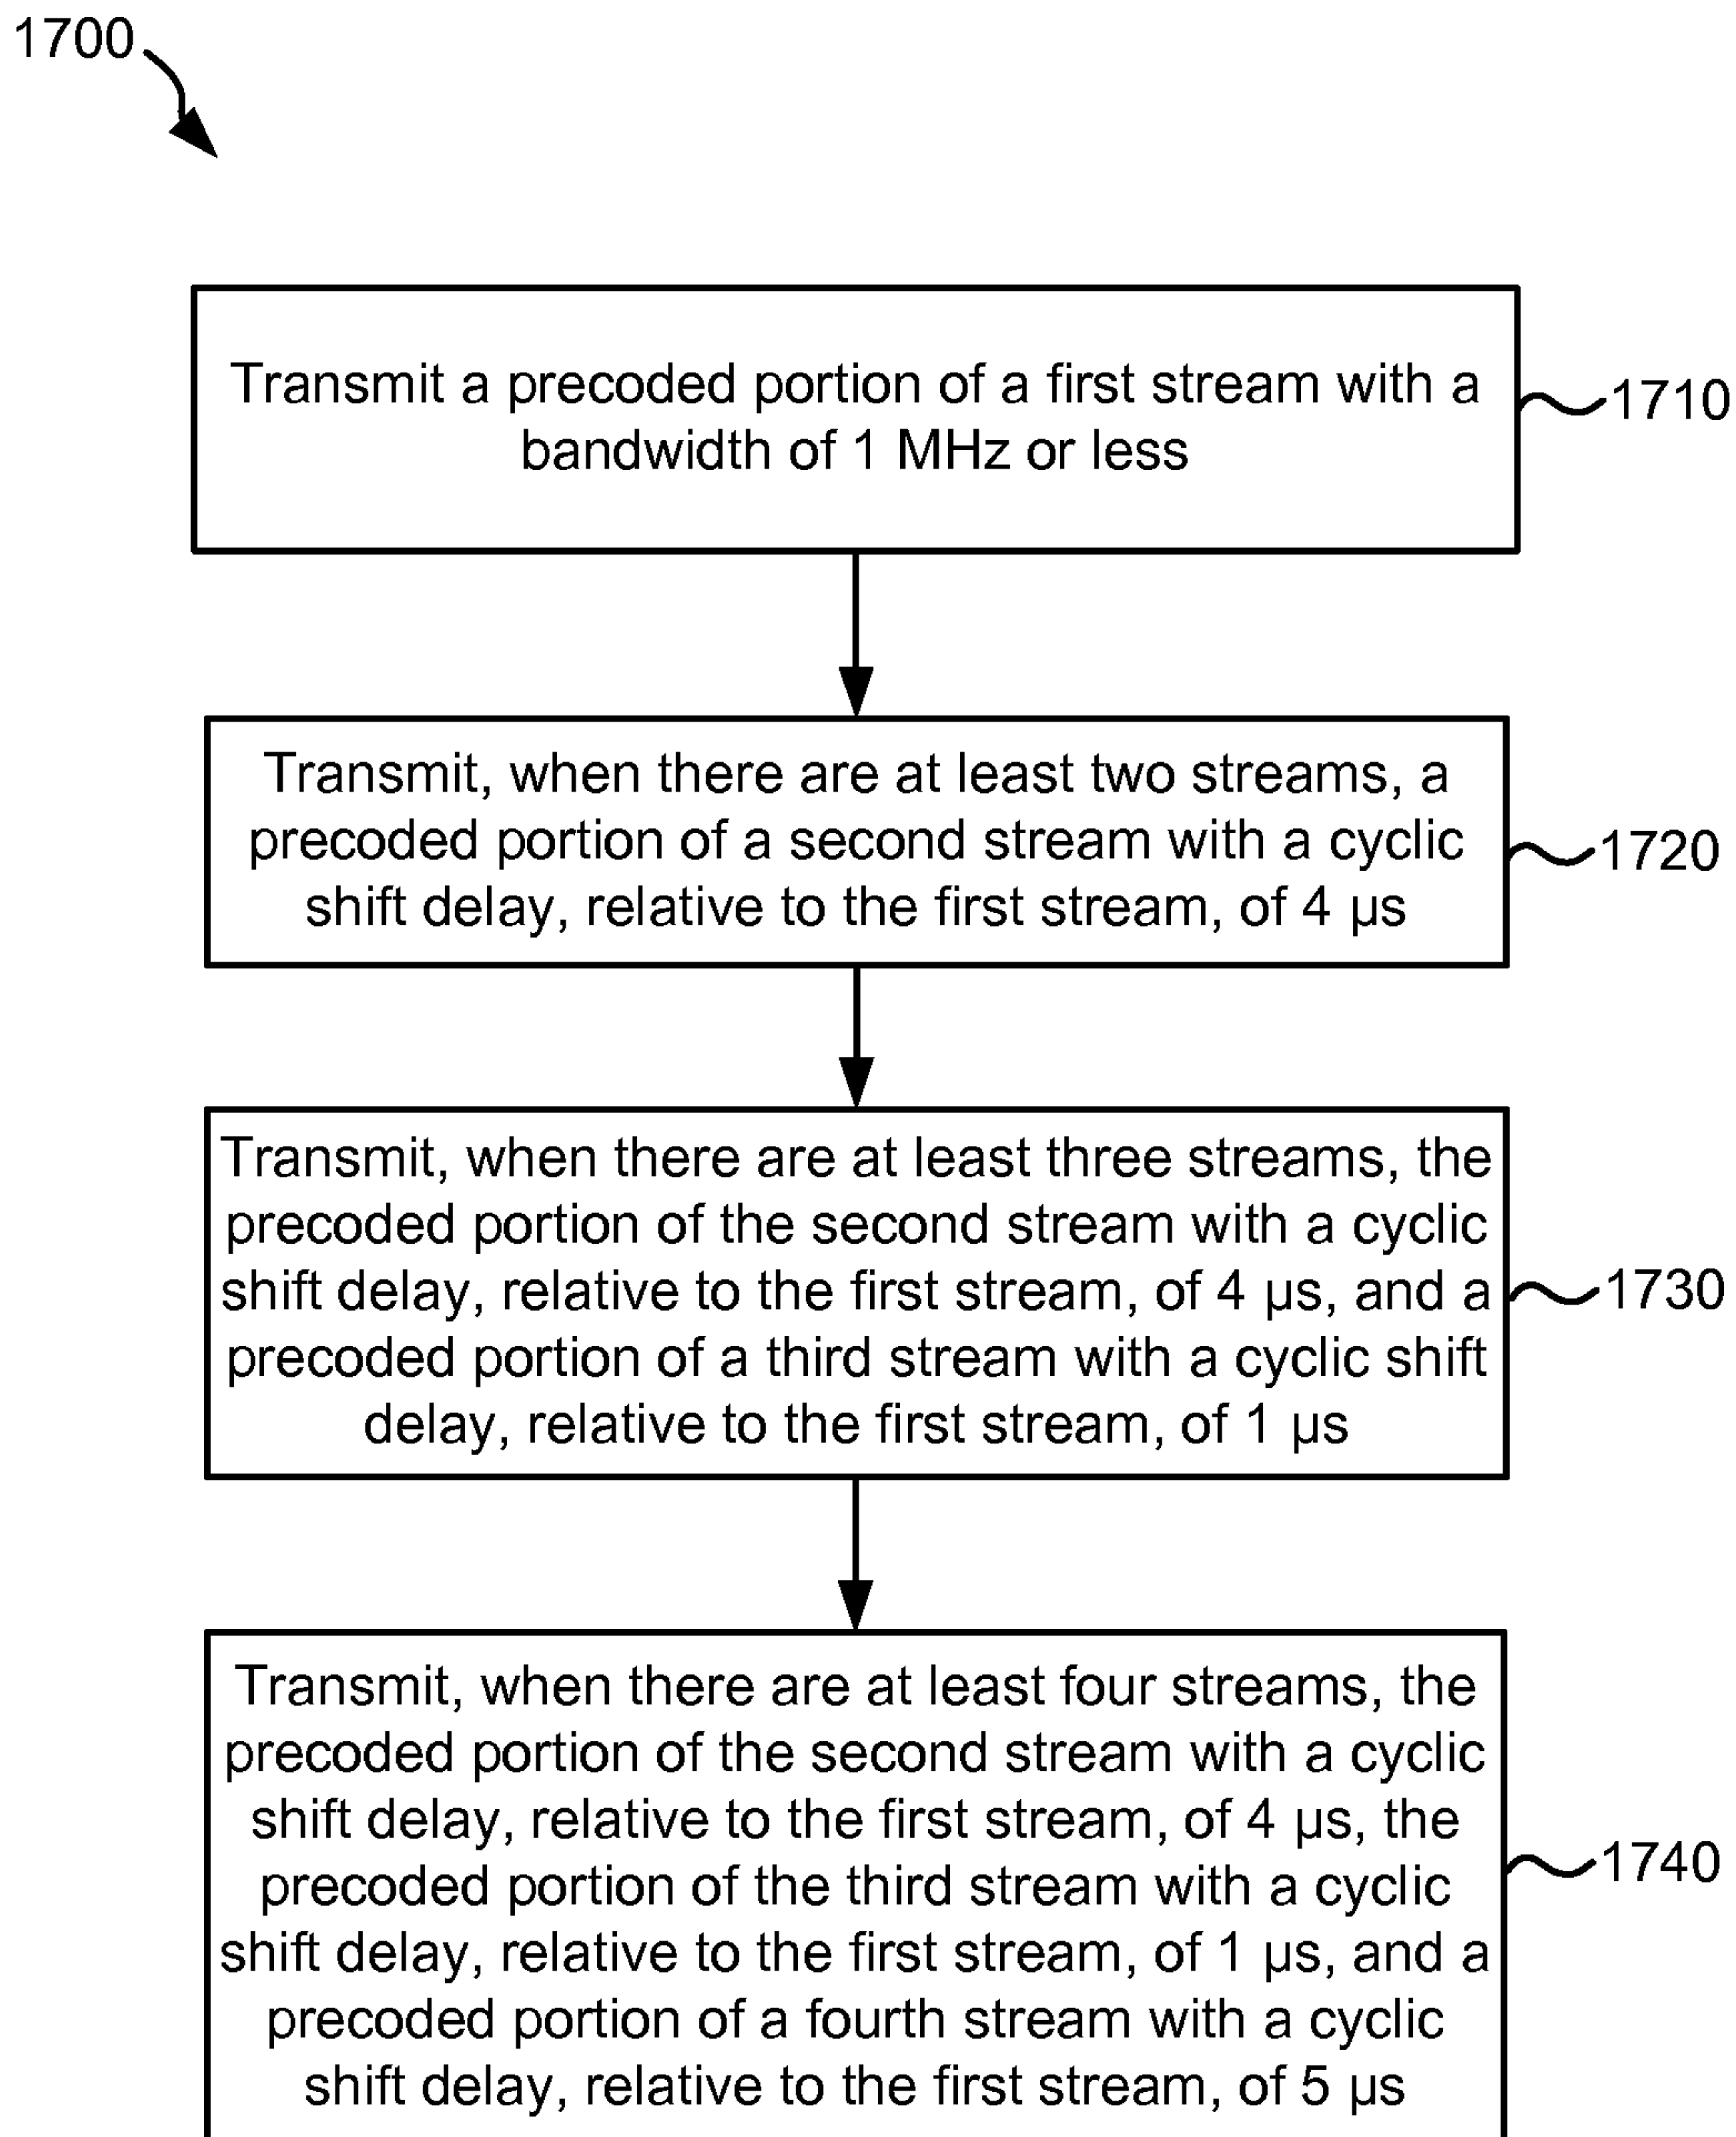 1700
Transmit a precoded portion of a first stream with a
bandwidth of 1 MHz or less
1710
Transmit, when there are at least two streams, a
precoded portion of a second stream with a cyclic
shift delay, relative to the first stream, of 4 µs
1720
Transmit, when there are at least three streams, the
precoded portion of the second stream with a cyclic
shift delay, relative to the first stream, of 4 µs, and a
precoded portion of a third stream with a cyclic shift
delay, relative to the first stream, of 1 µs
1730
Transmit, when there are at least four streams, the
precoded portion of the second stream with a cyclic
shift delay, relative to the first stream, of 4 µs, the
precoded portion of the third stream with a cyclic
shift delay, relative to the first stream, of 1 µs, and a
precoded portion of a fourth stream with a cyclic
shift delay, relative to the first stream, of 5 µs
1740